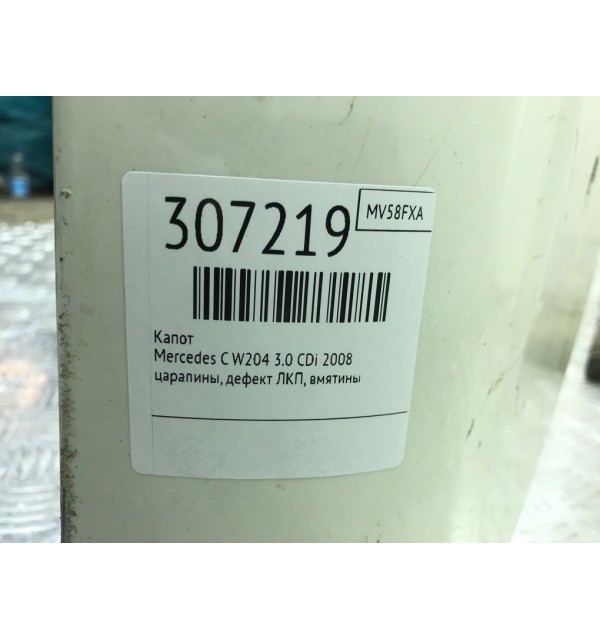 307219
MV58FXA
Капот
Mercedes C W204 3.0 CDi 2008
царапины, дефект ЛКП, вмятины